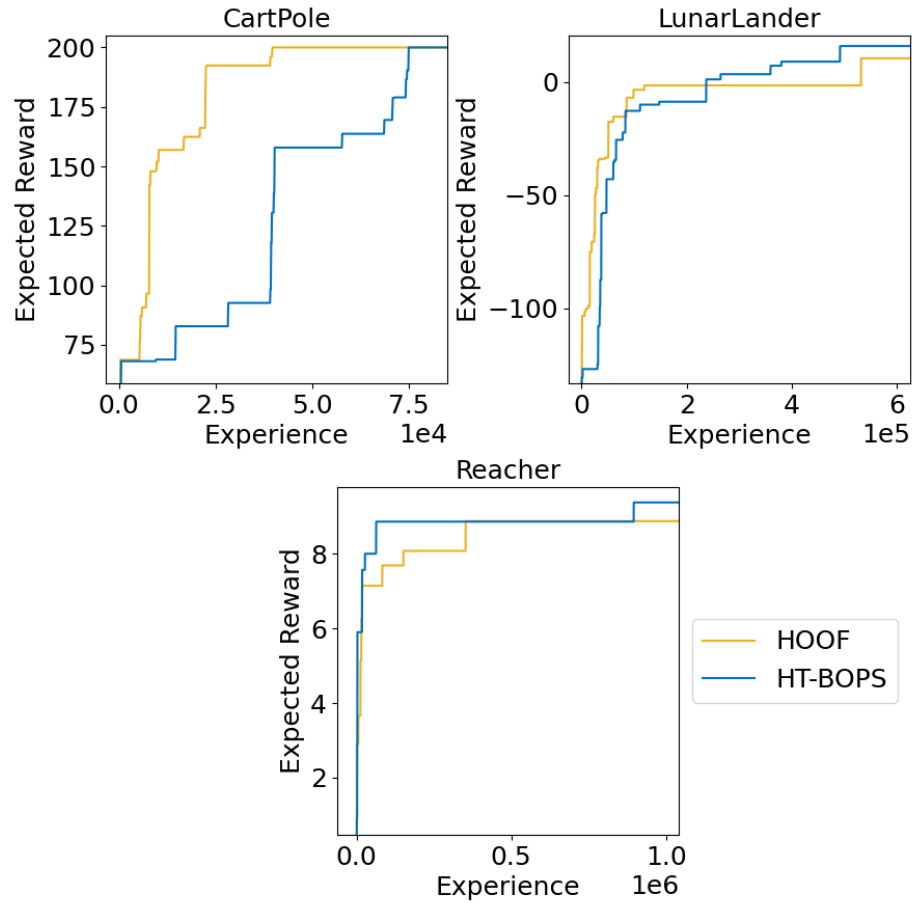 CartPole
Expected Reward
200
175
150
125
100
75
0.0 2.5 5.0 7.5
Experience
1e4
LunarLander
Expected Reward
0
−50
−100
0 2 4 6
Experience
1e5
Reacher
Expected Reward
8
6
4
2
0.0 0.5 1.0
Experience
1e6
HOOF
HT-BOPS